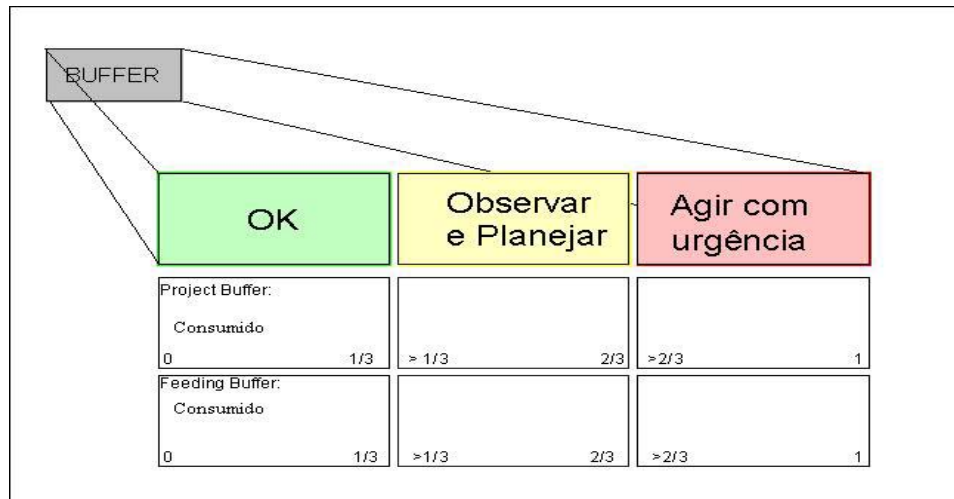 BUFFER
OK
Observar
e Planejar
Agir com
urgência
Project Buffer:
Consumido
0 1/3
> 1/3 2/3
>2/3 1
Feeding Buffer:
Consumido
0 1/3
>1/3 2/3
>2/3 1